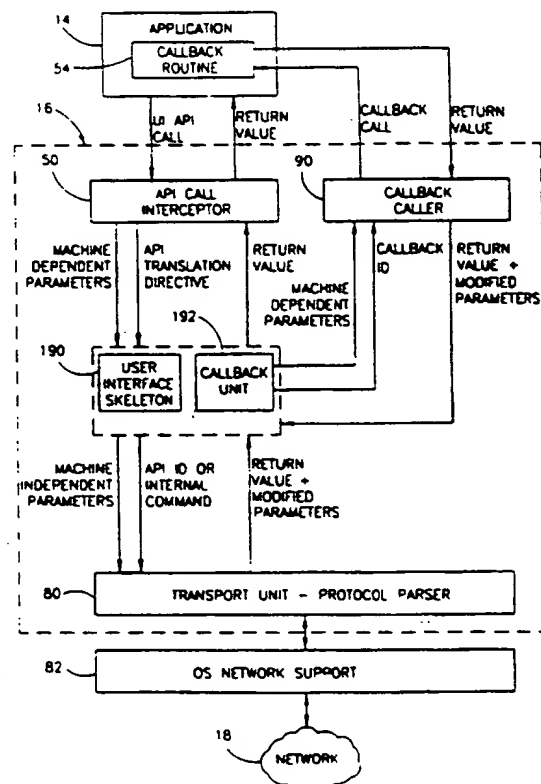 14
APPLICATION
54
CALLBACK
ROUTINE
16
UI API
CALL
RETURN
VALUE
CALLBACK
CALL
RETURN
VALUE
50
API CALL
INTERCEPTOR
90
CALLBACK
CALLER
MACHINE
DEPENDENT
PARAMETERS
API
TRANSLATION
DIRECTIVE
RETURN
VALUE
192
MACHINE
DEPENDENT
PARAMETERS
CALLBACK
ID
RETURN
VALUE +
MODIFIED
PARAMETERS
190
USER
INTERFACE
SKELETON
CALLBACK
UNIT
MACHINE
INDEPENDENT
PARAMETERS
API ID OR
INTERNAL
COMMAND
RETURN
VALUE +
MODIFIED
PARAMETERS
80
TRANSPORT UNIT - PROTOCOL PARSER
82
OS NETWORK SUPPORT
18
NETWORK